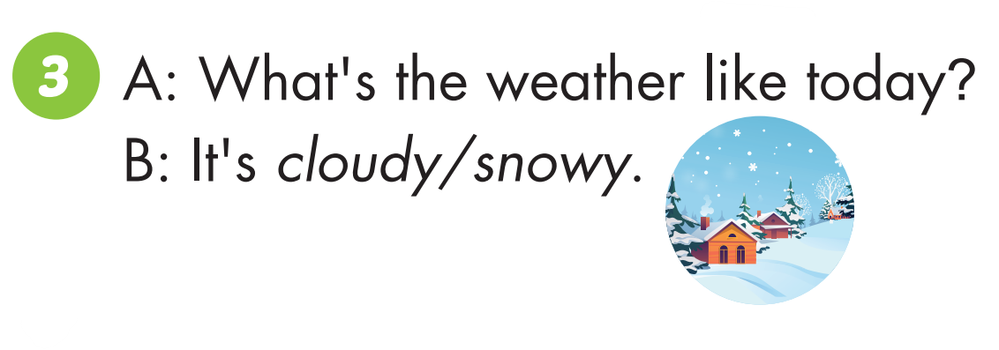 3 A: What's the weather like today?
B: It's cloudy/snowy.